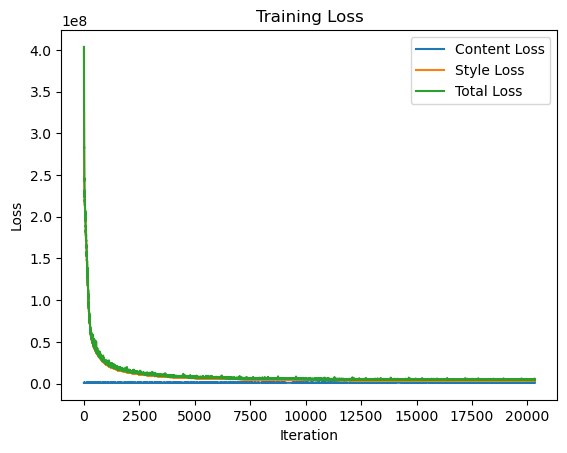 Training Loss
1e8
4.0
3.5
3.0
2.5
2.0
1.5
1.0
0.5
0.0
Loss
Content Loss
Style Loss
Total Loss
0 2500 5000 7500 10000 12500 15000 17500 20000
Iteration